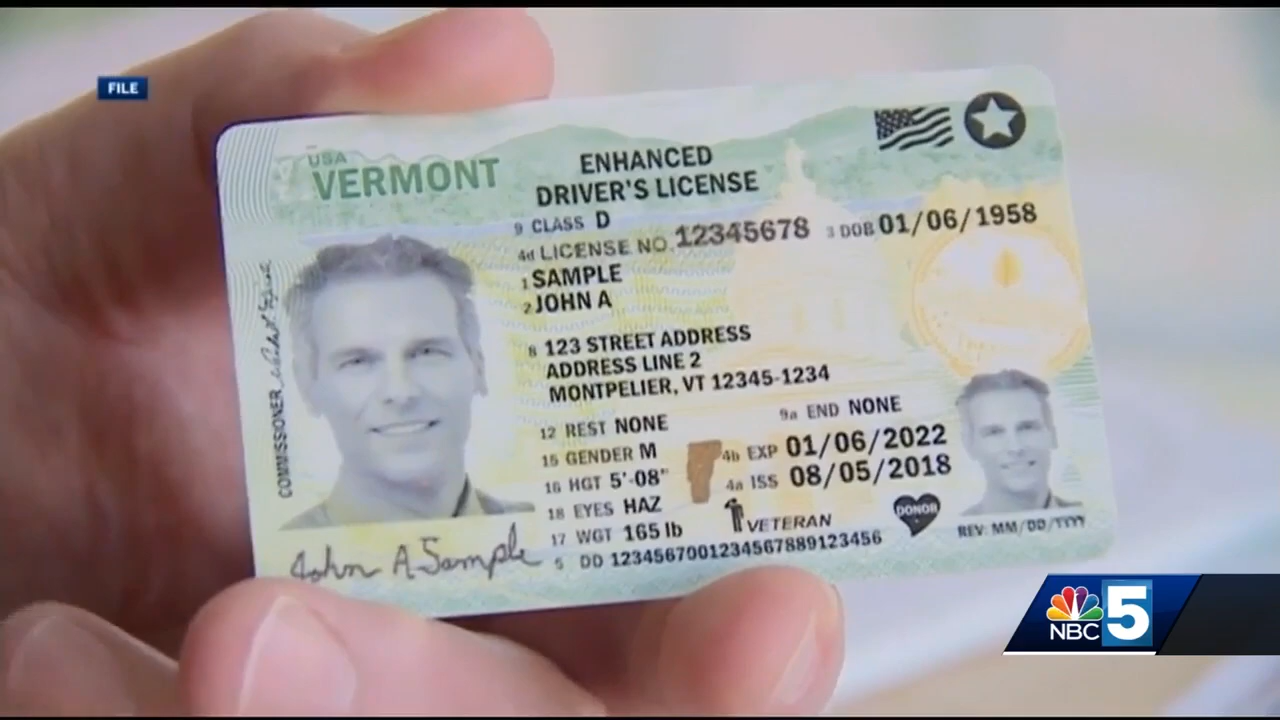 FILE
USA
VERMONT
ENHANCED
DRIVER'S LICENSE
9 CLASS D
4d LICENSE NO. 12345678 3 DOB 01/06/1958
1 SAMPLE
2 JOHN A
8 123 STREET ADDRESS
ADDRESS LINE 2
MONTPELIER, VT 12345-1234
12 REST NONE 9a END NONE
15 GENDER M 4b EXP 01/06/2022
16 HGT 5'-08" 4a ISS 08/05/2018
18 EYES HAZ
17 WGT 165 lb VETERAN DONOR
5 DD 12345670012345678891234​56
REV: MM/DD/YYYY
COMMISSIONER
John A Sample
NBC 5